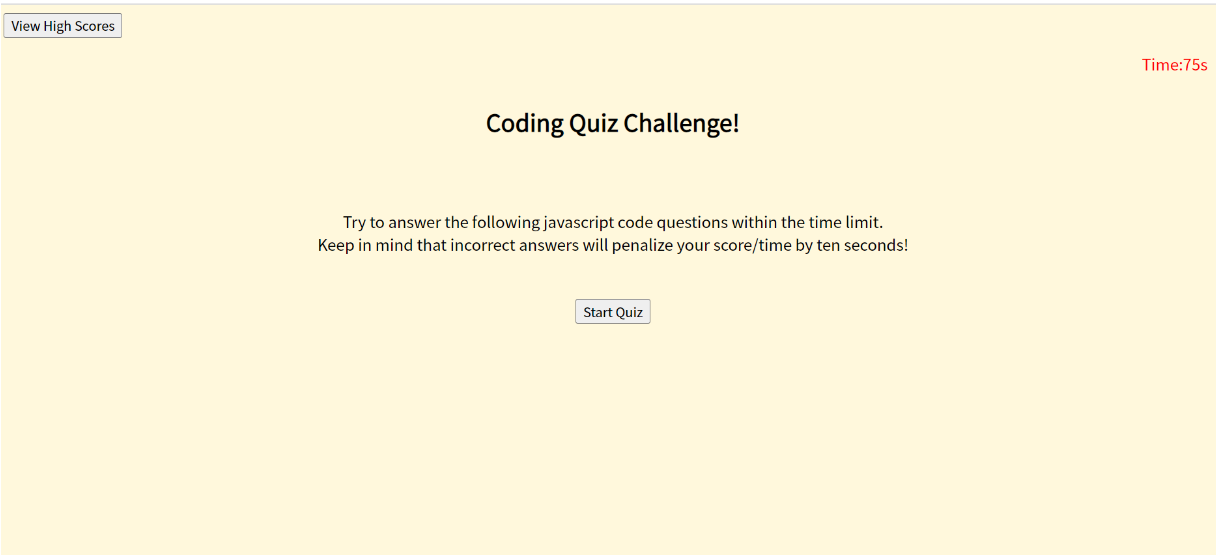 View High Scores
Time:75s
Coding Quiz Challenge!
Try to answer the following javascript code questions within the time limit.
Keep in mind that incorrect answers will penalize your score/time by ten seconds!
Start Quiz